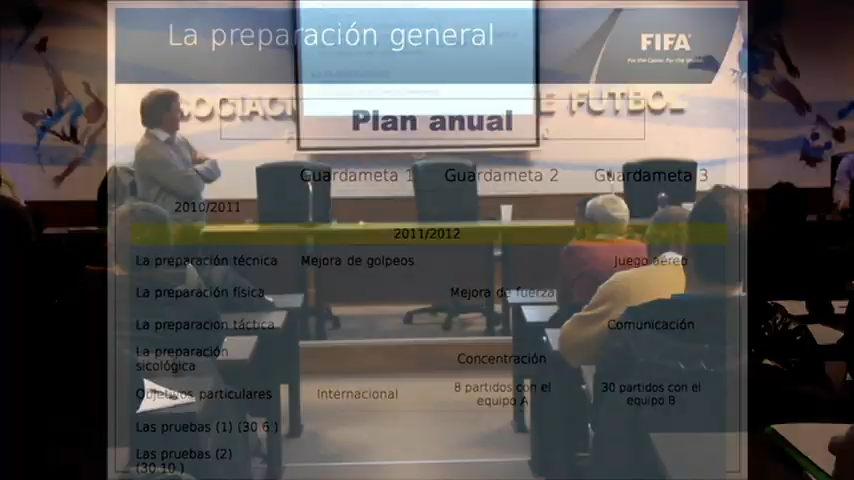 La preparación general
FIFA
For the Game. For the World.
SOCIAC E FUTBOL
Plan anual
Guardameta 1 Guardameta 2 Guardameta 3
2010/2011
2011/2012
La preparación técnica Mejora de golpeos Juego aéreo
La preparación física Mejora de fuerza
La preparacion táctica Comunicación
La preparación
sicológica Concentración
Objetivos particulares Internacional 8 partidos con el equipo A 30 partidos con el equipo B
Las pruebas (1) (30 6 )
Las pruebas (2)
(30 10 )